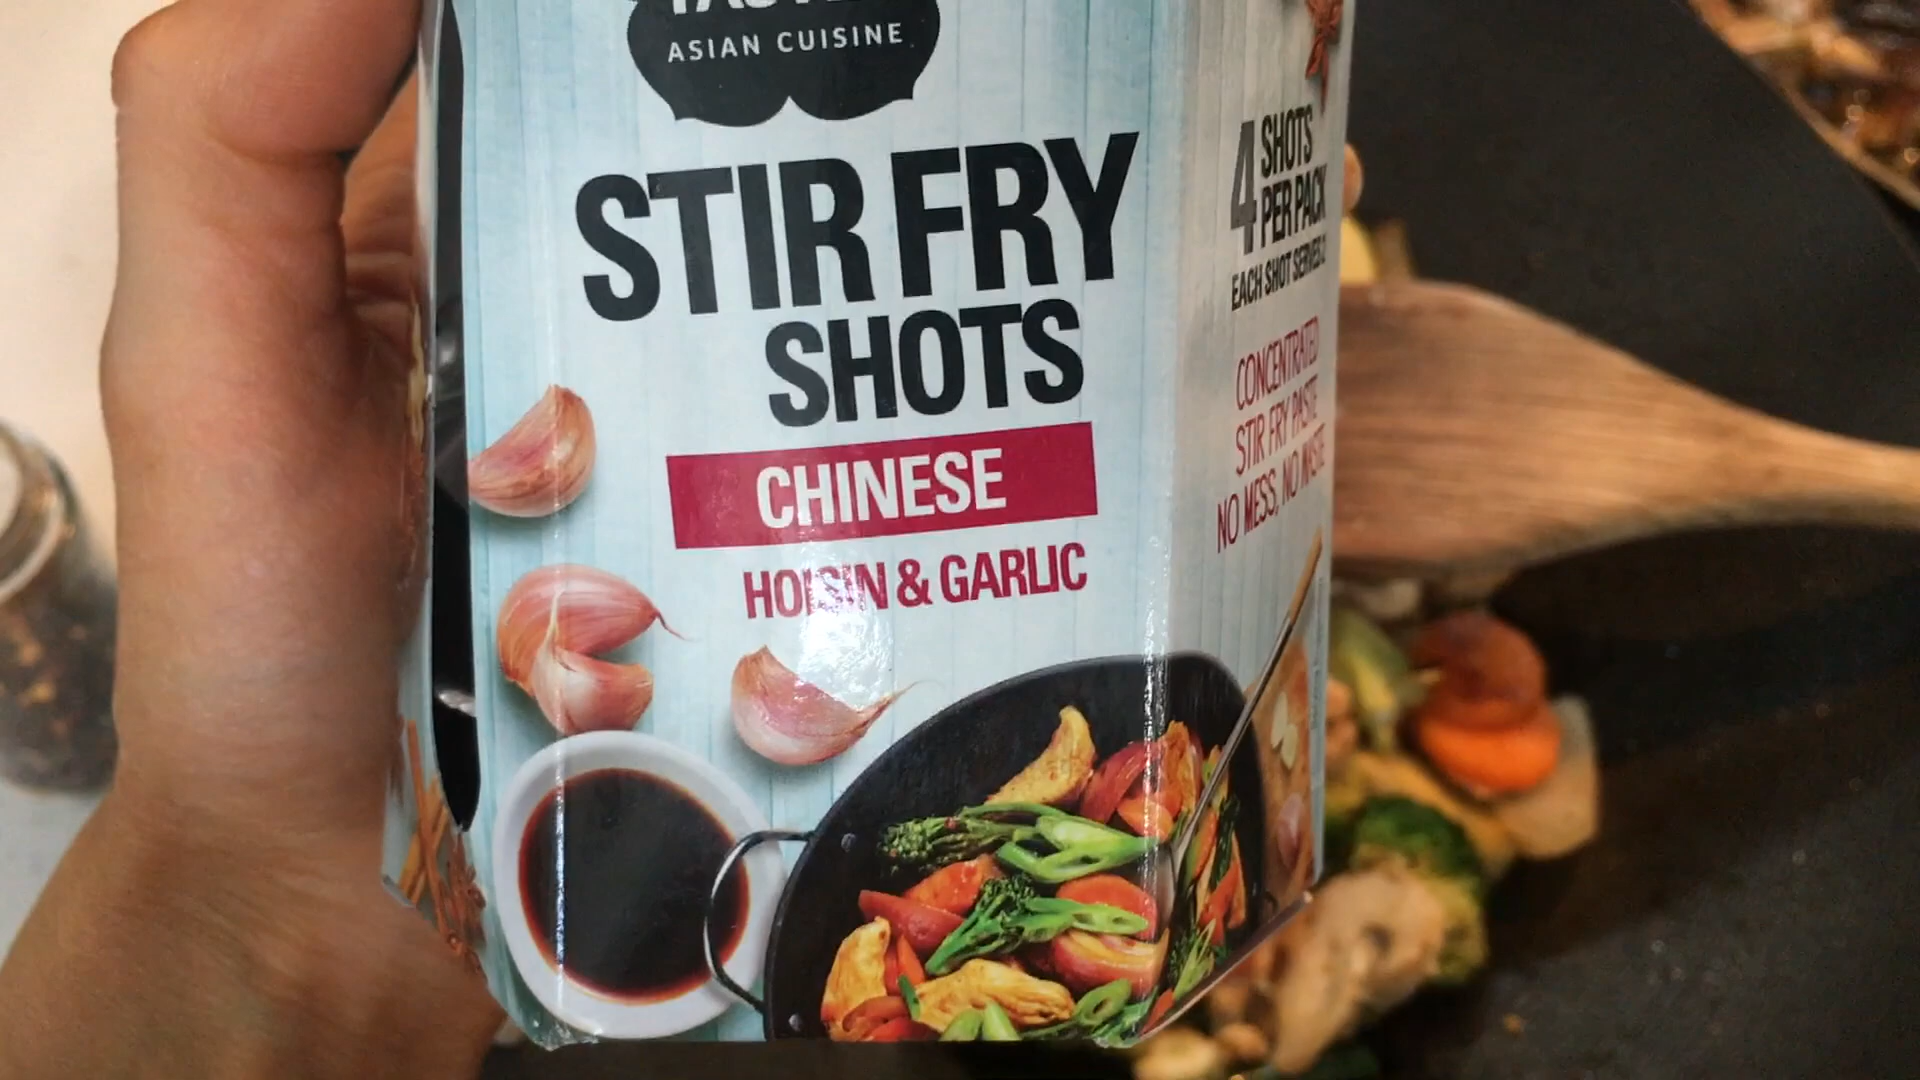 ASIAN CUISINE
STIR FRY
SHOTS
CHINESE
HOISIN & GARLIC
4 SHOTS
PER PACK
EACH SHOT SERVES 2
CONCENTRATED
STIR FRY PASTE
NO MESS, NO WASTE